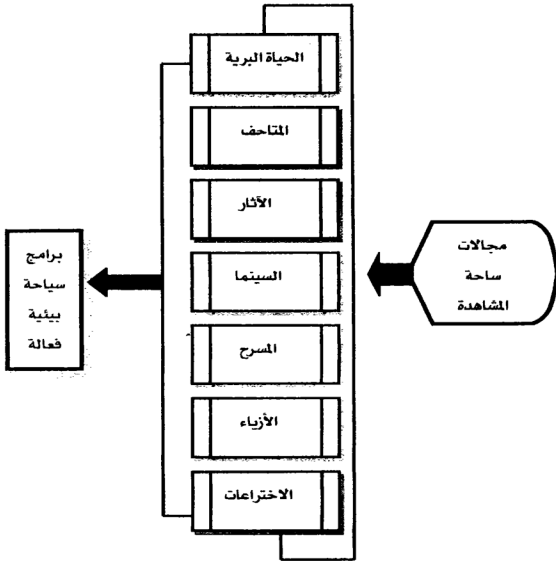 مجالات
ساحة
المشاهدة
الحياة البرية
المتاحف
الآثار
السينما
المسرح
الأزياء
الاختراعات
برامج
سياحة
بيئية
فعالة